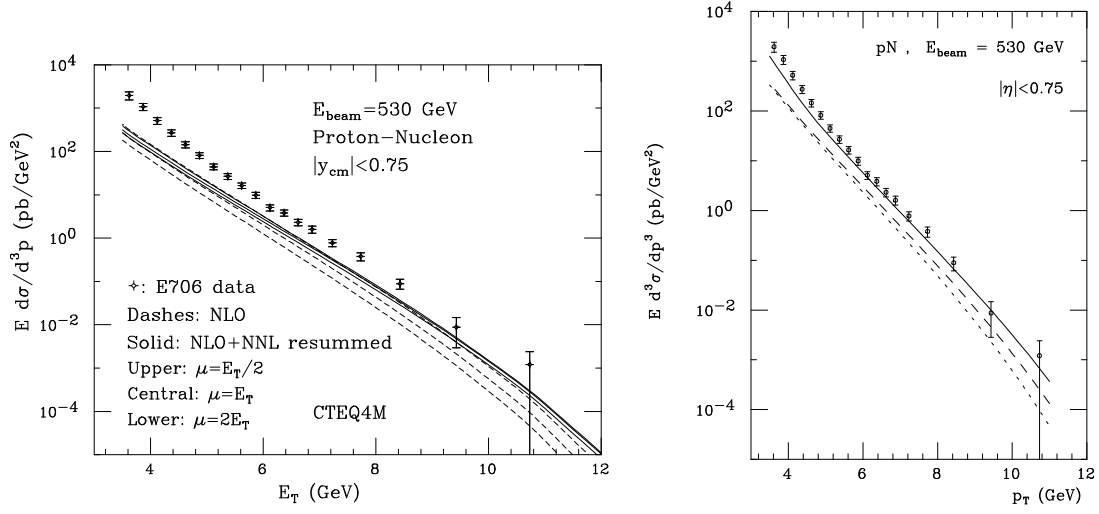 E dσ/d³p (pb/GeV²)
10⁴
10²
10⁰
10⁻²
10⁻⁴
E_beam=530 GeV
Proton−Nucleon
|y_cm|<0.75
✧: E706 data
Dashes: NLO
Solid: NLO+NNL resummed
Upper: μ=E_T/2
Central: μ=E_T
Lower: μ=2E_T
CTEQ4M
4 6 8 10 12
E_T (GeV)
E d³σ/dp³ (pb/GeV²)
10⁴
10²
10⁰
10⁻²
10⁻⁴
pN , E_beam = 530 GeV
|η|<0.75
4 6 8 10 12
p_T (GeV)